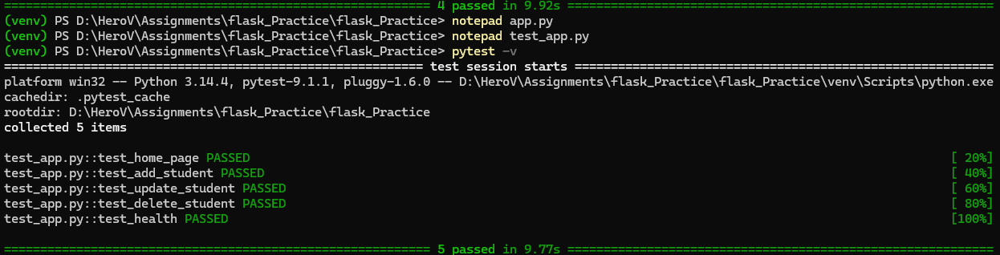 ======================================================== 4 passed in 9.92s ========================================================
(venv) PS D:\HeroV\Assignments\flask_Practice\flask_Practice> notepad app.py
(venv) PS D:\HeroV\Assignments\flask_Practice\flask_Practice> notepad test_app.py
(venv) PS D:\HeroV\Assignments\flask_Practice\flask_Practice> pytest -v
======================================================= test session starts =======================================================
platform win32 -- Python 3.14.4, pytest-9.1.1, pluggy-1.6.0 -- D:\HeroV\Assignments\flask_Practice\flask_Practice\venv\Scripts\python.exe
cachedir: .pytest_cache
rootdir: D:\HeroV\Assignments\flask_Practice\flask_Practice
collected 5 items
test_app.py::test_home_page PASSED [ 20%]
test_app.py::test_add_student PASSED [ 40%]
test_app.py::test_update_student PASSED [ 60%]
test_app.py::test_delete_student PASSED [ 80%]
test_app.py::test_health PASSED [100%]
======================================================== 5 passed in 9.77s ========================================================